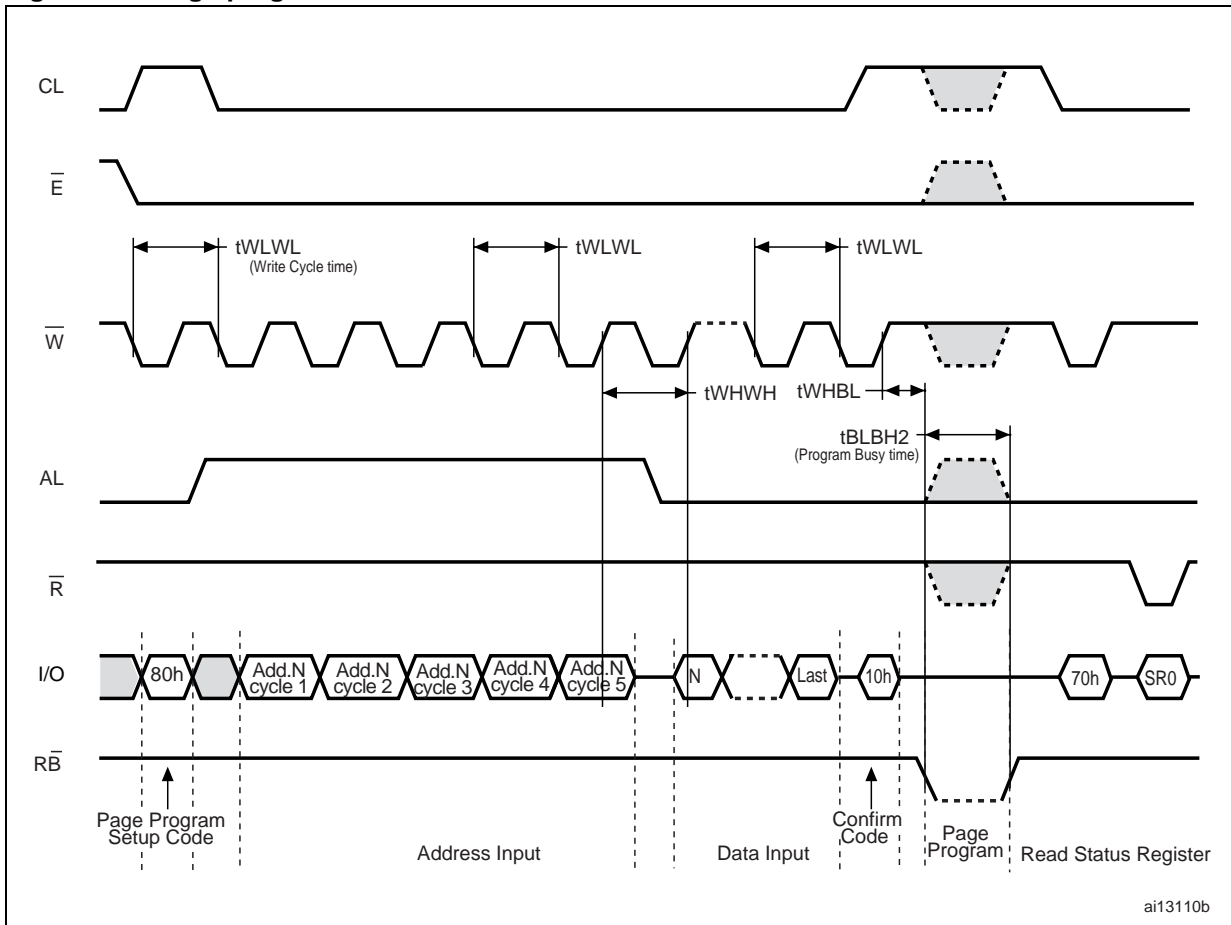 CL
E
tWLWL
(Write Cycle time)
tWLWL
tWLWL
W
tWHWH
tWHBL
tBLBH2
(Program Busy time)
AL
R
I/O
80h
Add.N
cycle 1
Add.N
cycle 2
Add.N
cycle 3
Add.N
cycle 4
Add.N
cycle 5
N
Last
10h
70h
SR0
RB
Page Program
Setup Code
Address Input
Data Input
Confirm
Code
Page
Program
Read Status Register
ai13110b